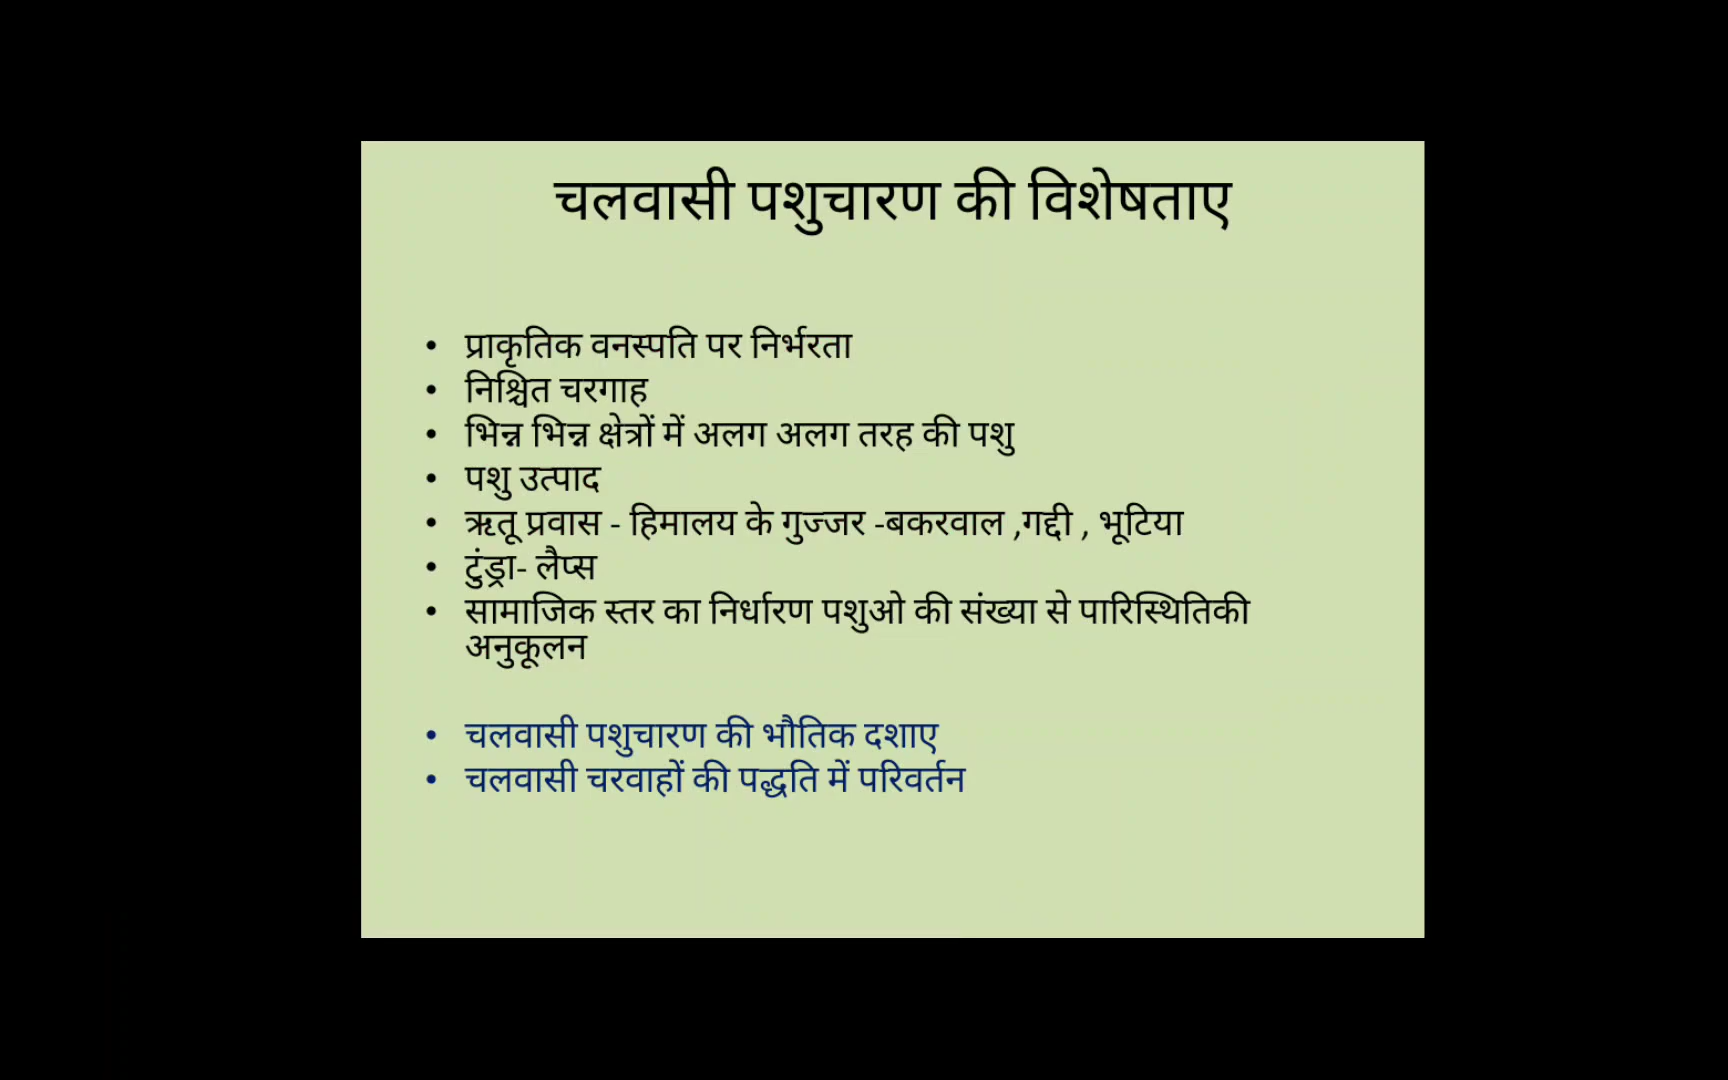 चलवासी पशुचारण की विशेषताए
• प्राकृतिक वनस्पति पर निर्भरता
• निश्चित चरगाह
• भिन्न भिन्न क्षेत्रों में अलग अलग तरह की पशु
• पशु उत्पाद
• ऋतू प्रवास - हिमालय के गुज्जर -बकरवाल ,गद्दी , भूटिया
• टुंड्रा- लैप्स
• सामाजिक स्तर का निर्धारण पशुओ की संख्या से पारिस्थितिकी
अनुकूलन
• चलवासी पशुचारण की भौतिक दशाए
• चलवासी चरवाहों की पद्धति में परिवर्तन